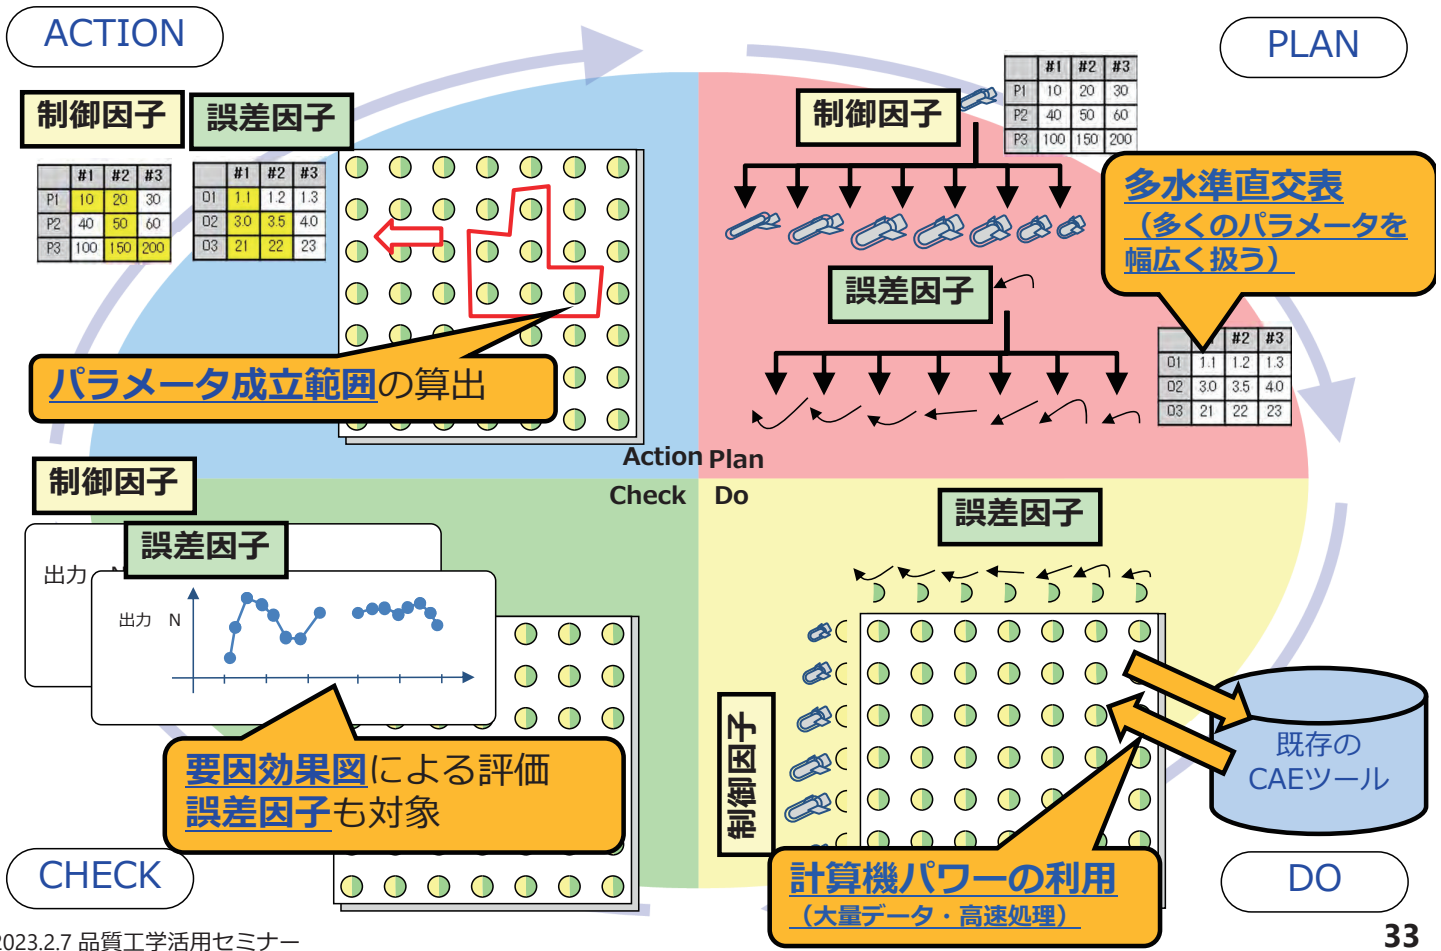 ACTION
制御因子
誤差因子
#1 #2 #3
P1 10 20 30
P2 40 50 60
P3 100 150 200
#1 #2 #3
O1 1.1 1.2 1.3
O2 3.0 3.5 4.0
O3 21 22 23
パラメータ成立範囲の算出
PLAN
制御因子
#1 #2 #3
P1 10 20 30
P2 40 50 60
P3 100 150 200
多水準直交表
（多くのパラメータを
幅広く扱う）
誤差因子
#2 #3
O1 1.1 1.2 1.3
O2 3.0 3.5 4.0
O3 21 22 23
Action Plan
Check Do
制御因子
誤差因子
出力
出力 N
要因効果図による評価
誤差因子も対象
CHECK
誤差因子
制御因子
既存の
CAEツール
計算機パワーの利用
（大量データ・高速処理）
DO
2023.2.7 品質工学活用セミナー
33